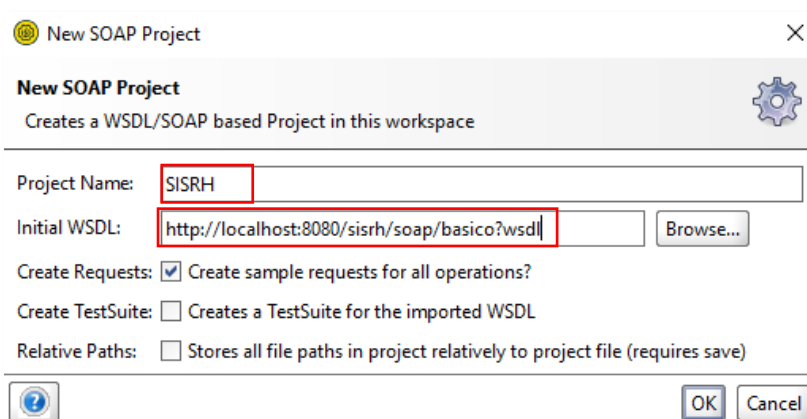 New SOAP Project
New SOAP Project
Creates a WSDL/SOAP based Project in this workspace
Project Name: SISRH
Initial WSDL: http://localhost:8080/sisrh/soap/basico?wsdl Browse...
Create Requests: Create sample requests for all operations?
Create TestSuite: Creates a TestSuite for the imported WSDL
Relative Paths: Stores all file paths in project relatively to project file (requires save)
? OK Cancel